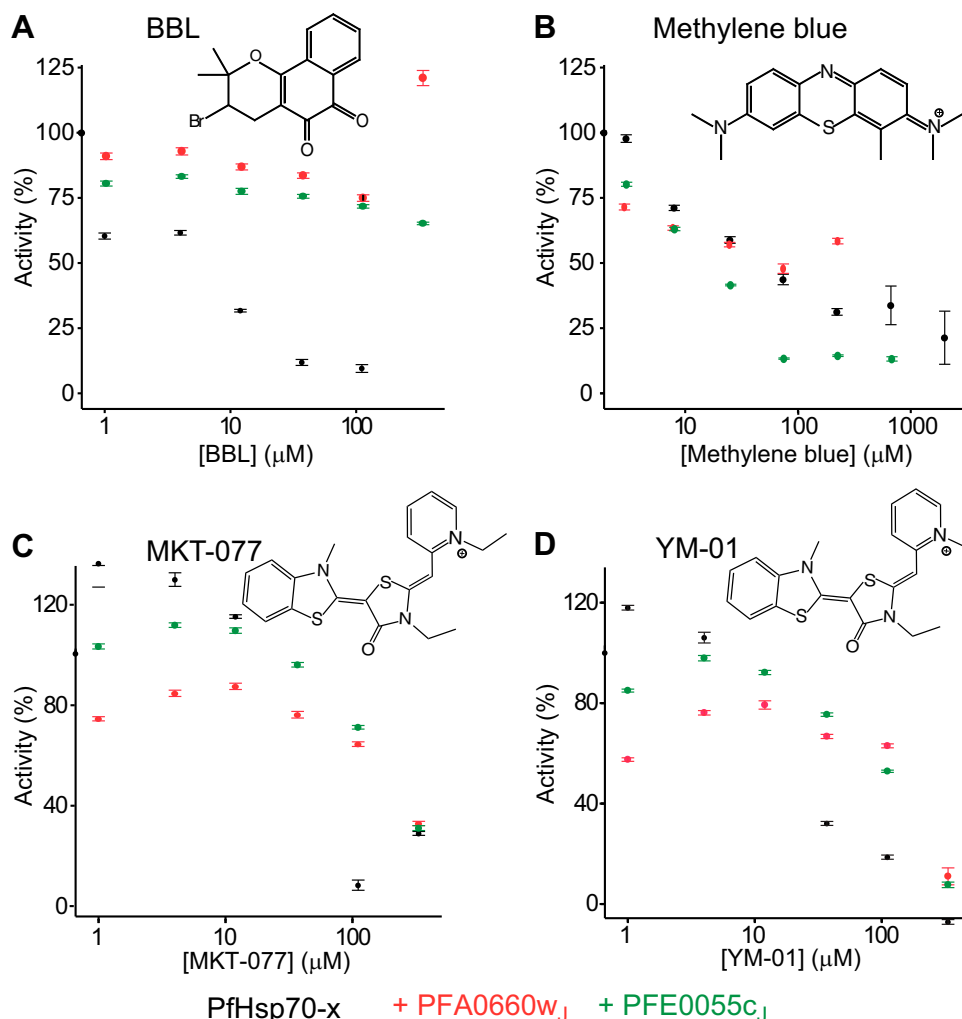 A BBL
125
100
75
50
25
0
Activity (%)
O
Br
O
O
1 10 100
[BBL] (μM)
B Methylene blue
125
100
75
50
25
0
Activity (%)
N
N
S
N
⊕
10 100 1000
[Methylene blue] (μM)
C MKT-077
120
80
40
0
Activity (%)
N
⊕
N
S
S
N
O
1 10 100
[MKT-077] (μM)
D YM-01
120
80
40
0
Activity (%)
N
⊕
N
S
S
N
O
1 10 100
[YM-01] (μM)
PfHsp70-x + PFA0660wJ + PFE0055cJ